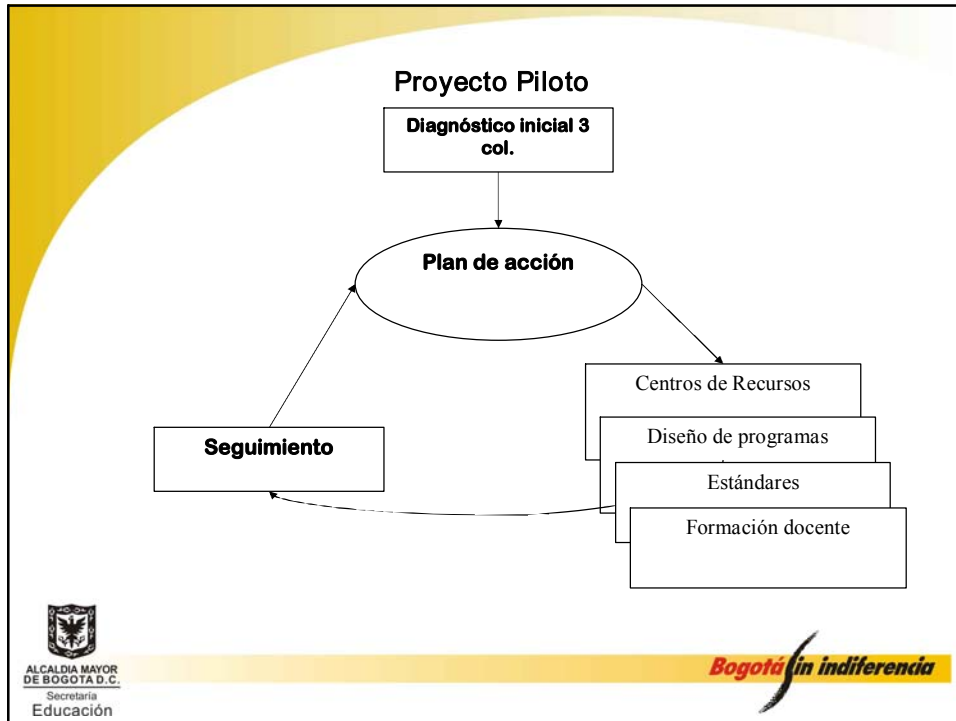 Proyecto Piloto
Diagnóstico inicial 3
col.
Plan de acción
Centros de Recursos
Diseño de programas
Estándares
Formación docente
Seguimiento
ALCALDIA MAYOR
DE BOGOTA D.C.
Secretaría
Educación
Bogotá sin indiferencia